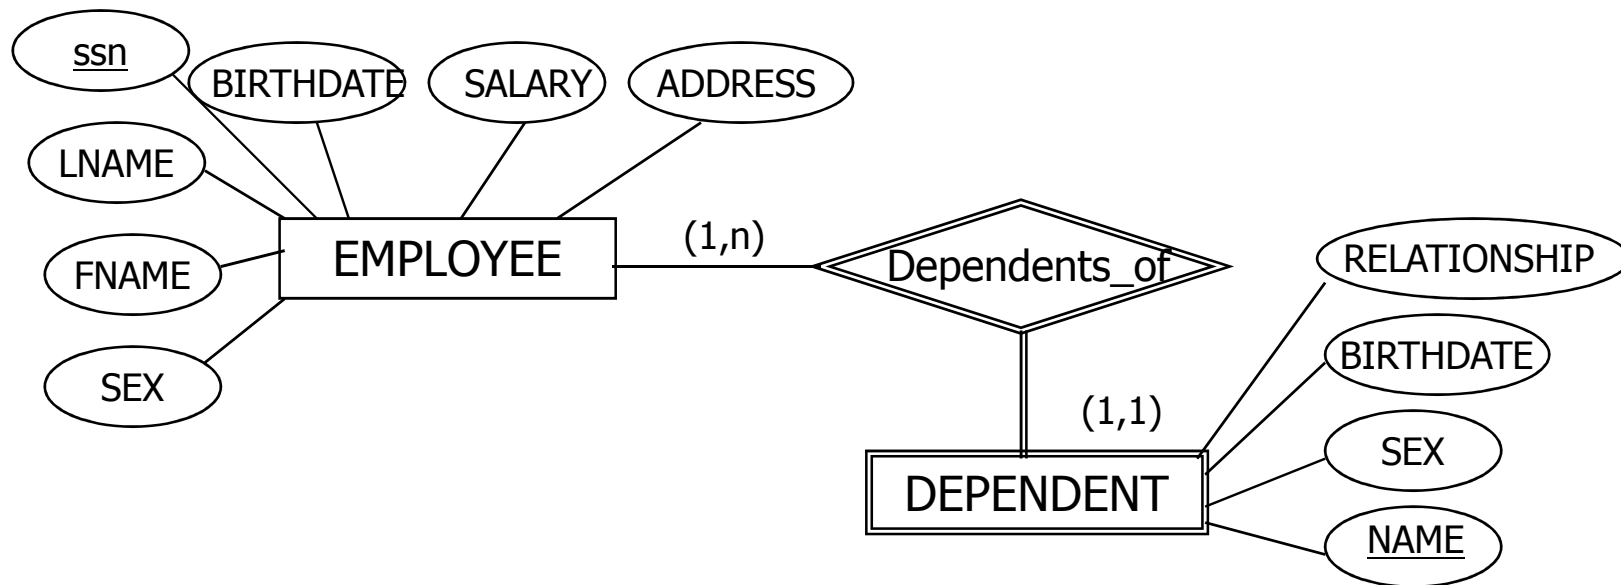 ssn
BIRTHDATE
SALARY
ADDRESS
LNAME
FNAME
SEX
EMPLOYEE
(1,n)
Dependents_of
(1,1)
DEPENDENT
RELATIONSHIP
BIRTHDATE
SEX
NAME